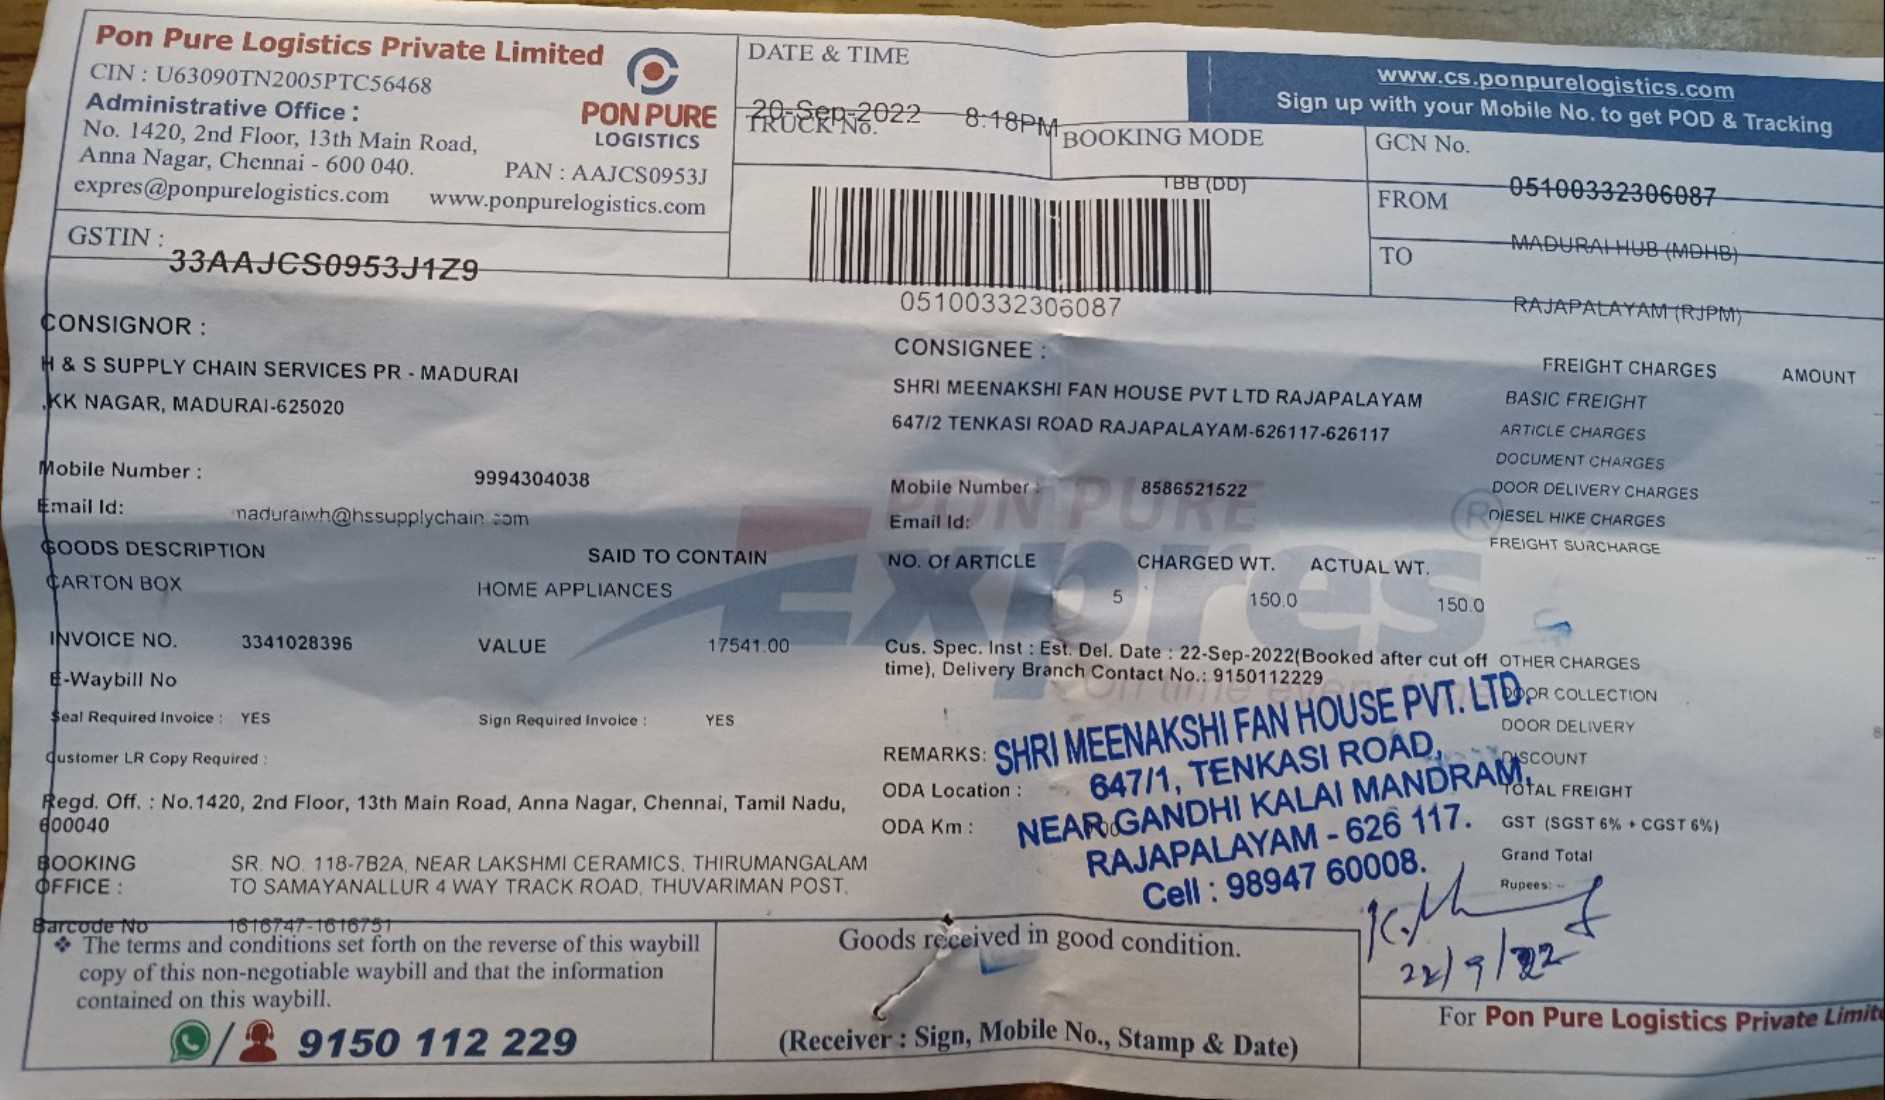 Pon Pure Logistics Private Limited
CIN : U63090TN2005PTC56468
Administrative Office :
No. 1420, 2nd Floor, 13th Main Road,
Anna Nagar, Chennai - 600 040.
PAN : AAJCS0953J
expres@ponpurelogistics.com www.ponpurelogistics.com
PON PURE
LOGISTICS
GSTIN :
33AAJCS0953J1Z9
DATE & TIME
20-Sep-2022 8:18PM
TRUCK No.
BOOKING MODE
TBB (DD)
05100332306087
www.cs.ponpurelogistics.com
Sign up with your Mobile No. to get POD & Tracking
GCN No.
05100332306087
FROM
MADURAI HUB (MDHB)
TO
RAJAPALAYAM (RJPM)
CONSIGNOR :
H & S SUPPLY CHAIN SERVICES PR - MADURAI
,KK NAGAR, MADURAI-625020
Mobile Number : 9994304038
Email Id: maduraiwh@hssupplychain.com
CONSIGNEE :
SHRI MEENAKSHI FAN HOUSE PVT LTD RAJAPALAYAM
647/2 TENKASI ROAD RAJAPALAYAM-626117-626117
Mobile Number : 8586521522
Email Id:
PON PURE
Expres
®
On time every
GOODS DESCRIPTION SAID TO CONTAIN
CARTON BOX HOME APPLIANCES
NO. Of ARTICLE CHARGED WT. ACTUAL WT.
5 150.0 150.0
INVOICE NO. 3341028396 VALUE 17541.00
E-Waybill No
Seal Required Invoice : YES Sign Required Invoice : YES
Customer LR Copy Required :
Regd. Off. : No.1420, 2nd Floor, 13th Main Road, Anna Nagar, Chennai, Tamil Nadu,
600040
BOOKING SR. NO. 118-7B2A, NEAR LAKSHMI CERAMICS, THIRUMANGALAM
OFFICE : TO SAMAYANALLUR 4 WAY TRACK ROAD, THUVARIMAN POST,
Barcode No 1616747-1616751
Cus. Spec. Inst : Est. Del. Date : 22-Sep-2022(Booked after cut off
time), Delivery Branch Contact No.: 9150112229
REMARKS:
ODA Location :
ODA Km :
SHRI MEENAKSHI FAN HOUSE PVT. LTD.
647/1, TENKASI ROAD,
NEAR GANDHI KALAI MANDRAM,
RAJAPALAYAM - 626 117.
Cell : 98947 60008.
FREIGHT CHARGES AMOUNT
BASIC FREIGHT
ARTICLE CHARGES
DOCUMENT CHARGES
DOOR DELIVERY CHARGES
DIESEL HIKE CHARGES
FREIGHT SURCHARGE
OTHER CHARGES
DOOR COLLECTION
DOOR DELIVERY
DISCOUNT
TOTAL FREIGHT
GST (SGST 6% + CGST 6%)
Grand Total
Rupees: --
22/9/22
❖ The terms and conditions set forth on the reverse of this waybill
copy of this non-negotiable waybill and that the information
contained on this waybill.
/ 9150 112 229
Goods received in good condition.
(Receiver : Sign, Mobile No., Stamp & Date)
For Pon Pure Logistics Private Limite